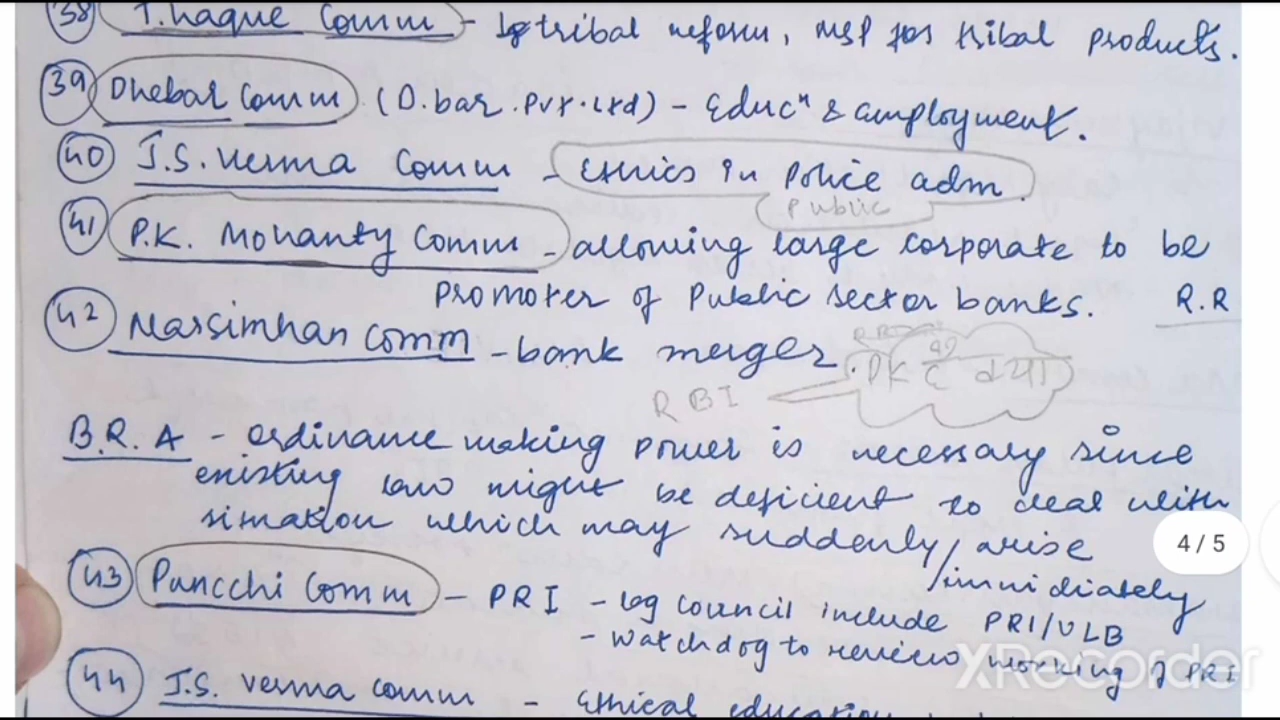 38 T. Haque Comm - tribal reform, MSP for tribal products.
39 Dhebar Comm (D.bar.Pvt.Ltd) - Educⁿ & employment.
40 J.S. Verma Comm - Ethics in Police adm.
Public
41 P.K. Mohanty Comm - allowing large corporate to be
promoter of Public sector banks. R.R
42 Narsimhan Comm - bank merger.
PK
RBI
B.R.A - ordinance making power is necessary since
existing law might be deficient to deal with
situation which may suddenly/arise
/immidiately
43 Puncchi Comm - PRI - leg council include PRI/ULB
- watchdog to review working of PRI
44 J.S. Verma Comm - Ethical education
4/5
XRecorder